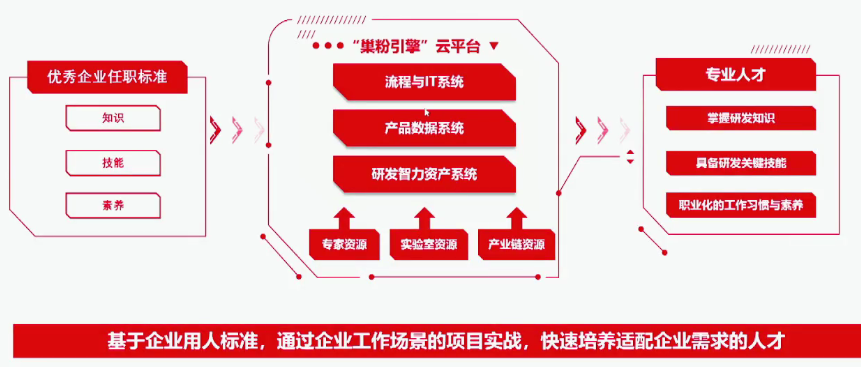 优秀企业任职标准
知识
技能
素养
“巢粉引擎”云平台
流程与IT系统
产品数据系统
研发智力资产系统
专家资源
实验室资源
产业链资源
专业人才
掌握研发知识
具备研发关键技能
职业化的工作习惯与素养
基于企业用人标准，通过企业工作场景的项目实战，快速培养适配企业需求的人才